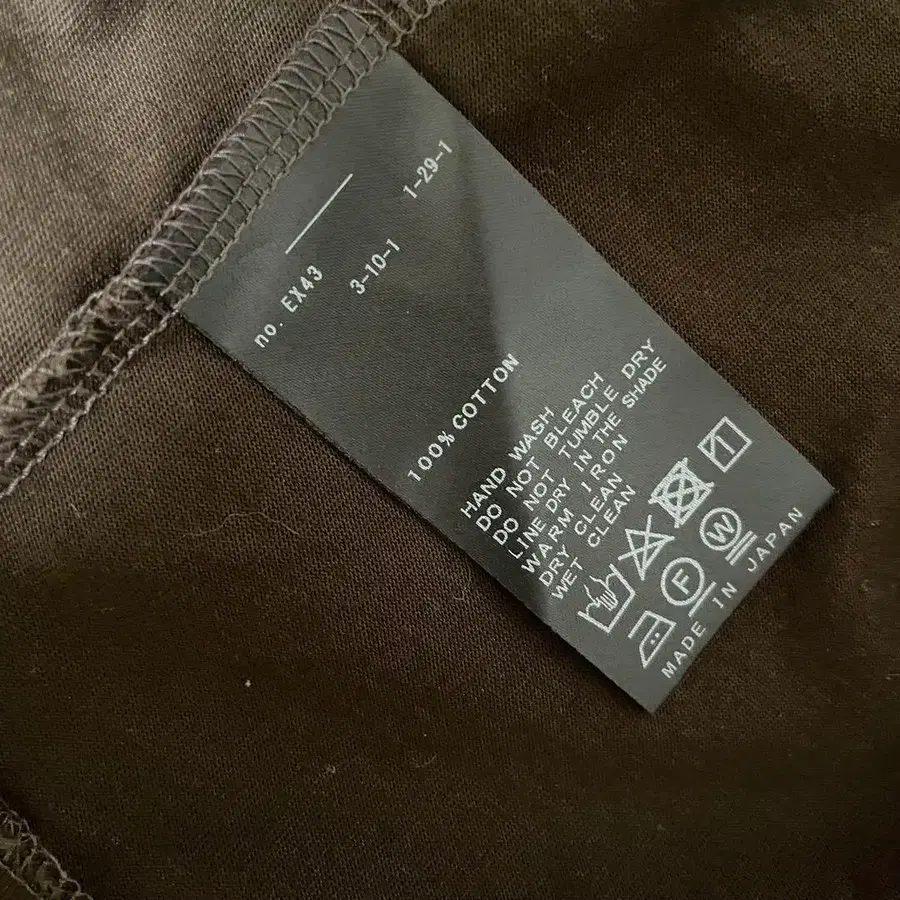 no. EX43
3-10-1
1-29-1
100% COTTON
HAND WASH
DO NOT BLEACH
DO NOT TUMBLE DRY
LINE DRY IN THE SHADE
WARM IRON
DRY CLEAN
WET CLEAN
F
W
MADE IN JAPAN